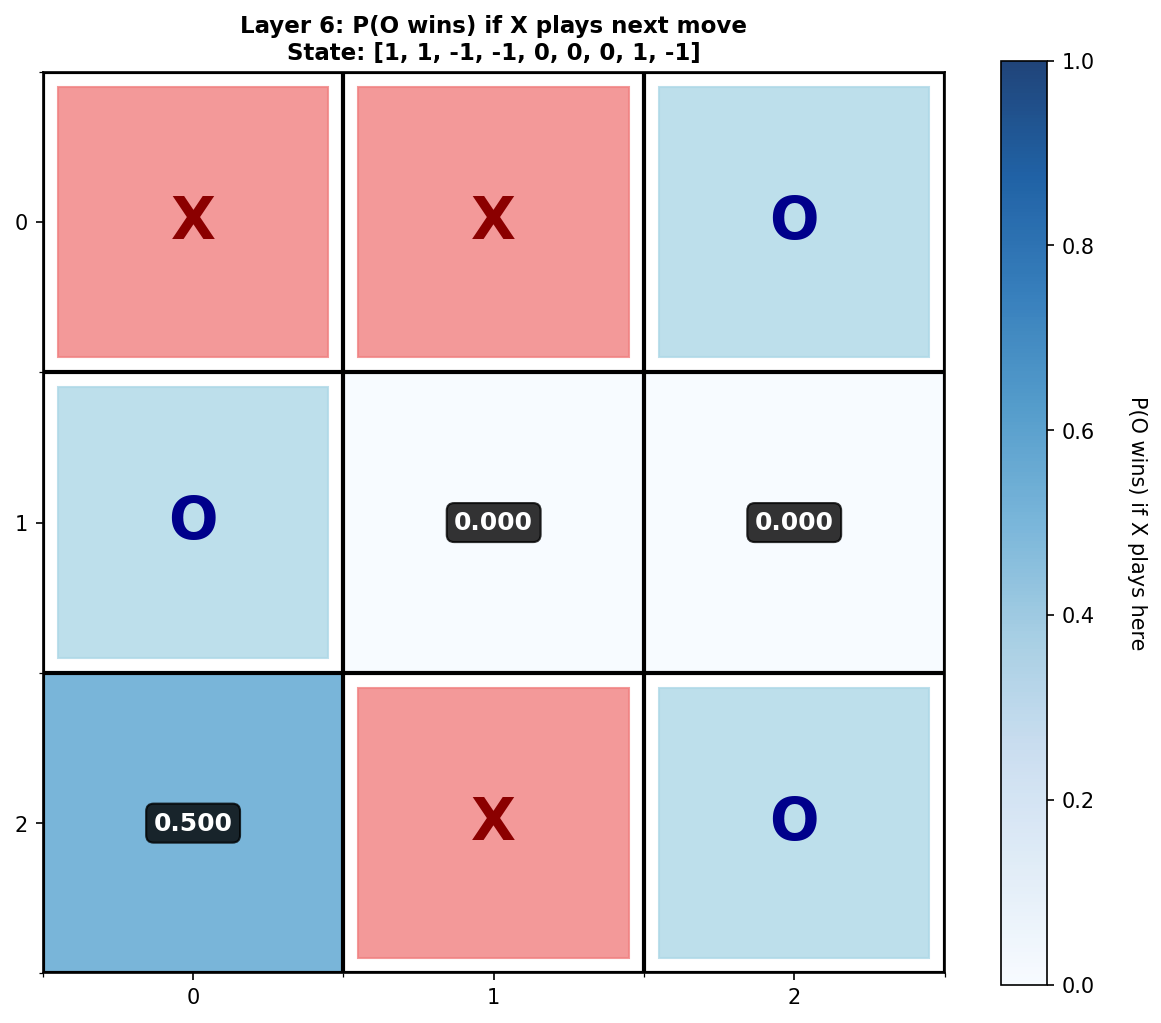 Layer 6: P(O wins) if X plays next move
State: [1, 1, -1, -1, 0, 0, 0, 1, -1]
0
X
X
O
1
O
0.000
0.000
2
0.500
X
O
0
1
2
1.0
0.8
0.6
0.4
0.2
0.0
P(O wins) if X plays here